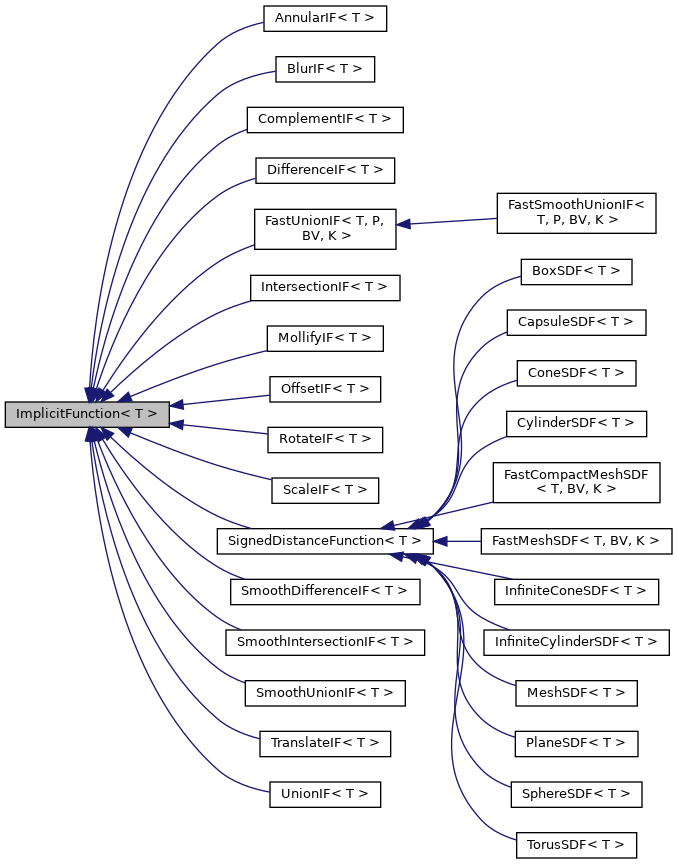 AnnularIF< T >
BlurIF< T >
ComplementIF< T >
DifferenceIF< T >
FastUnionIF< T, P,
BV, K >
FastSmoothUnionIF<
T, P, BV, K >
IntersectionIF< T >
MollifyIF< T >
OffsetIF< T >
ImplicitFunction< T >
RotateIF< T >
ScaleIF< T >
SignedDistanceFunction< T >
SmoothDifferenceIF< T >
SmoothIntersectionIF< T >
SmoothUnionIF< T >
TranslateIF< T >
UnionIF< T >
BoxSDF< T >
CapsuleSDF< T >
ConeSDF< T >
CylinderSDF< T >
FastCompactMeshSDF
< T, BV, K >
FastMeshSDF< T, BV, K >
InfiniteConeSDF< T >
InfiniteCylinderSDF< T >
MeshSDF< T >
PlaneSDF< T >
SphereSDF< T >
TorusSDF< T >